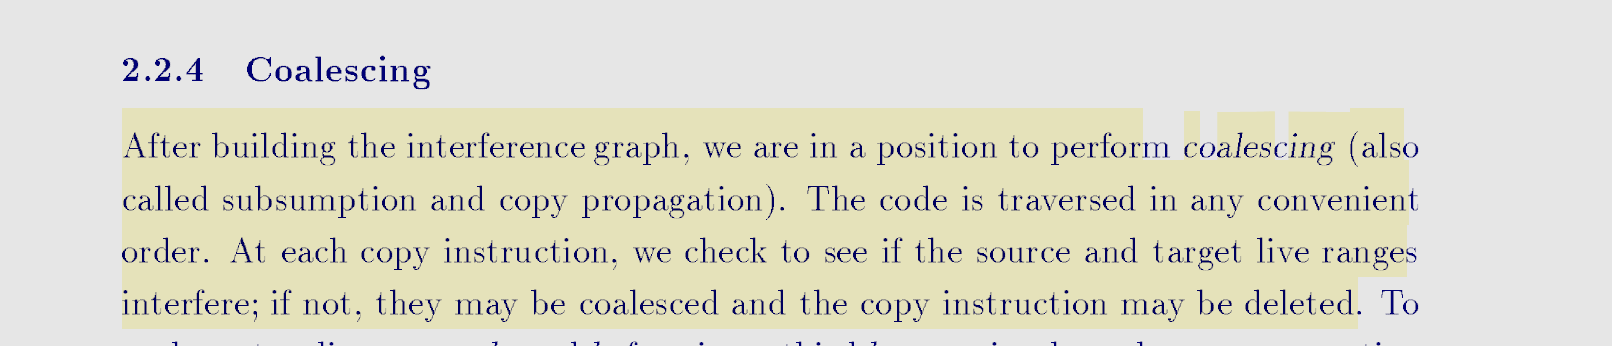 2.2.4 Coalescing
After building the interference graph, we are in a position to perform coalescing (also
called subsumption and copy propagation). The code is traversed in any convenient
order. At each copy instruction, we check to see if the source and target live ranges
interfere; if not, they may be coalesced and the copy instruction may be deleted. To